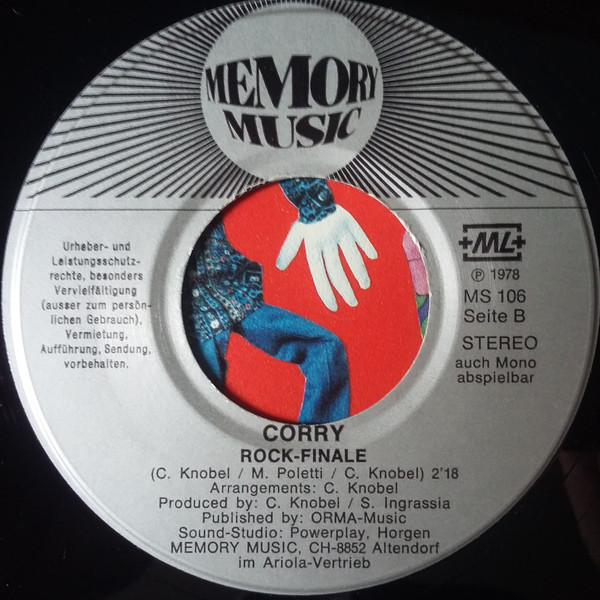 MEMORY
MUSIC
Urheber- und
Leistungsschutz-
rechte, besonders
Vervielfältigung
(ausser zum persön-
lichen Gebrauch),
Vermietung,
Aufführung, Sendung,
vorbehalten.
+ML+
Ⓟ 1978
MS 106
Seite B
STEREO
auch Mono
abspielbar
CORRY
ROCK-FINALE
(C. Knobel / M. Poletti / C. Knobel) 2'18
Arrangements: C. Knobel
Produced by: C. Knobel / S. Ingrassia
Published by: ORMA-Music
Sound-Studio: Powerplay, Horgen
MEMORY MUSIC, CH-8852 Altendorf
im Ariola-Vertrieb